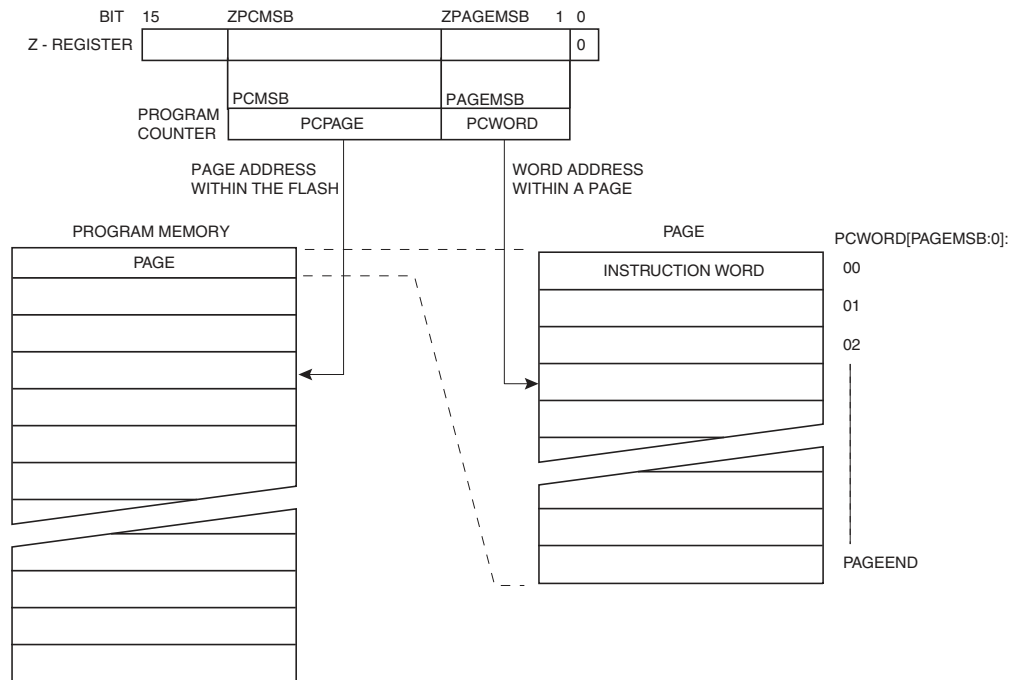 BIT 15 ZPCMSB ZPAGEMSB 1 0
Z - REGISTER 0
PCMSB PAGEMSB
PROGRAM
COUNTER
PCPAGE PCWORD
PAGE ADDRESS
WITHIN THE FLASH
WORD ADDRESS
WITHIN A PAGE
PROGRAM MEMORY
PAGE
PAGE
INSTRUCTION WORD
PCWORD[PAGEMSB:0]:
00
01
02
PAGEEND